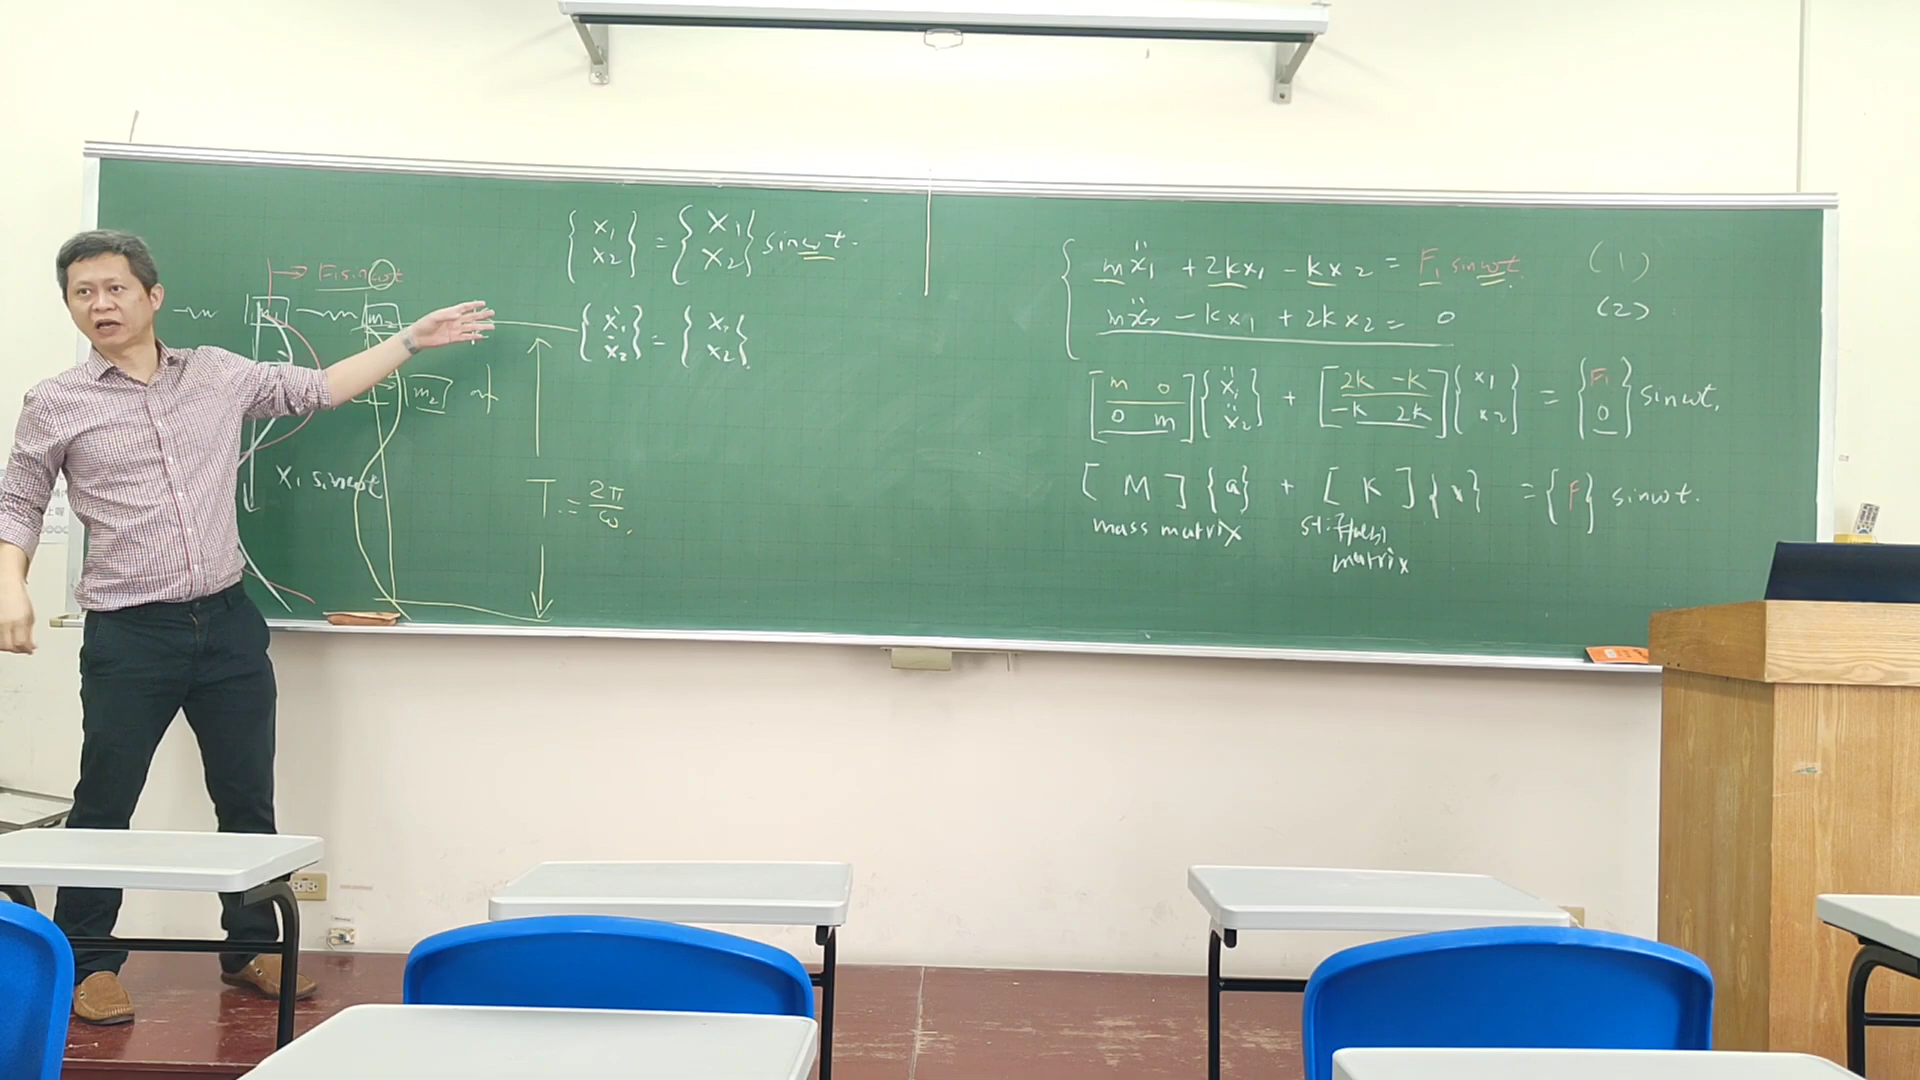 F₁ sinωt
m₁
m₂
m₂
X₁ sinωt
T = 2π/ω
{x₁ x₂} = {X₁ X₂} sinωt.
{ẍ₁ ẍ₂} = {X₁ X₂}
mẍ₁ + 2kx₁ - kx₂ = F₁ sinωt (1)
mẍ₂ - kx₁ + 2kx₂ = 0 (2)
[m 0 0 m] {ẍ₁ ẍ₂} + [2k -k -k 2k] {x₁ x₂} = {F₁ 0} sinωt.
[M] {a} + [K] {x} = {F} sinωt.
mass matrix
stiffness
matrix